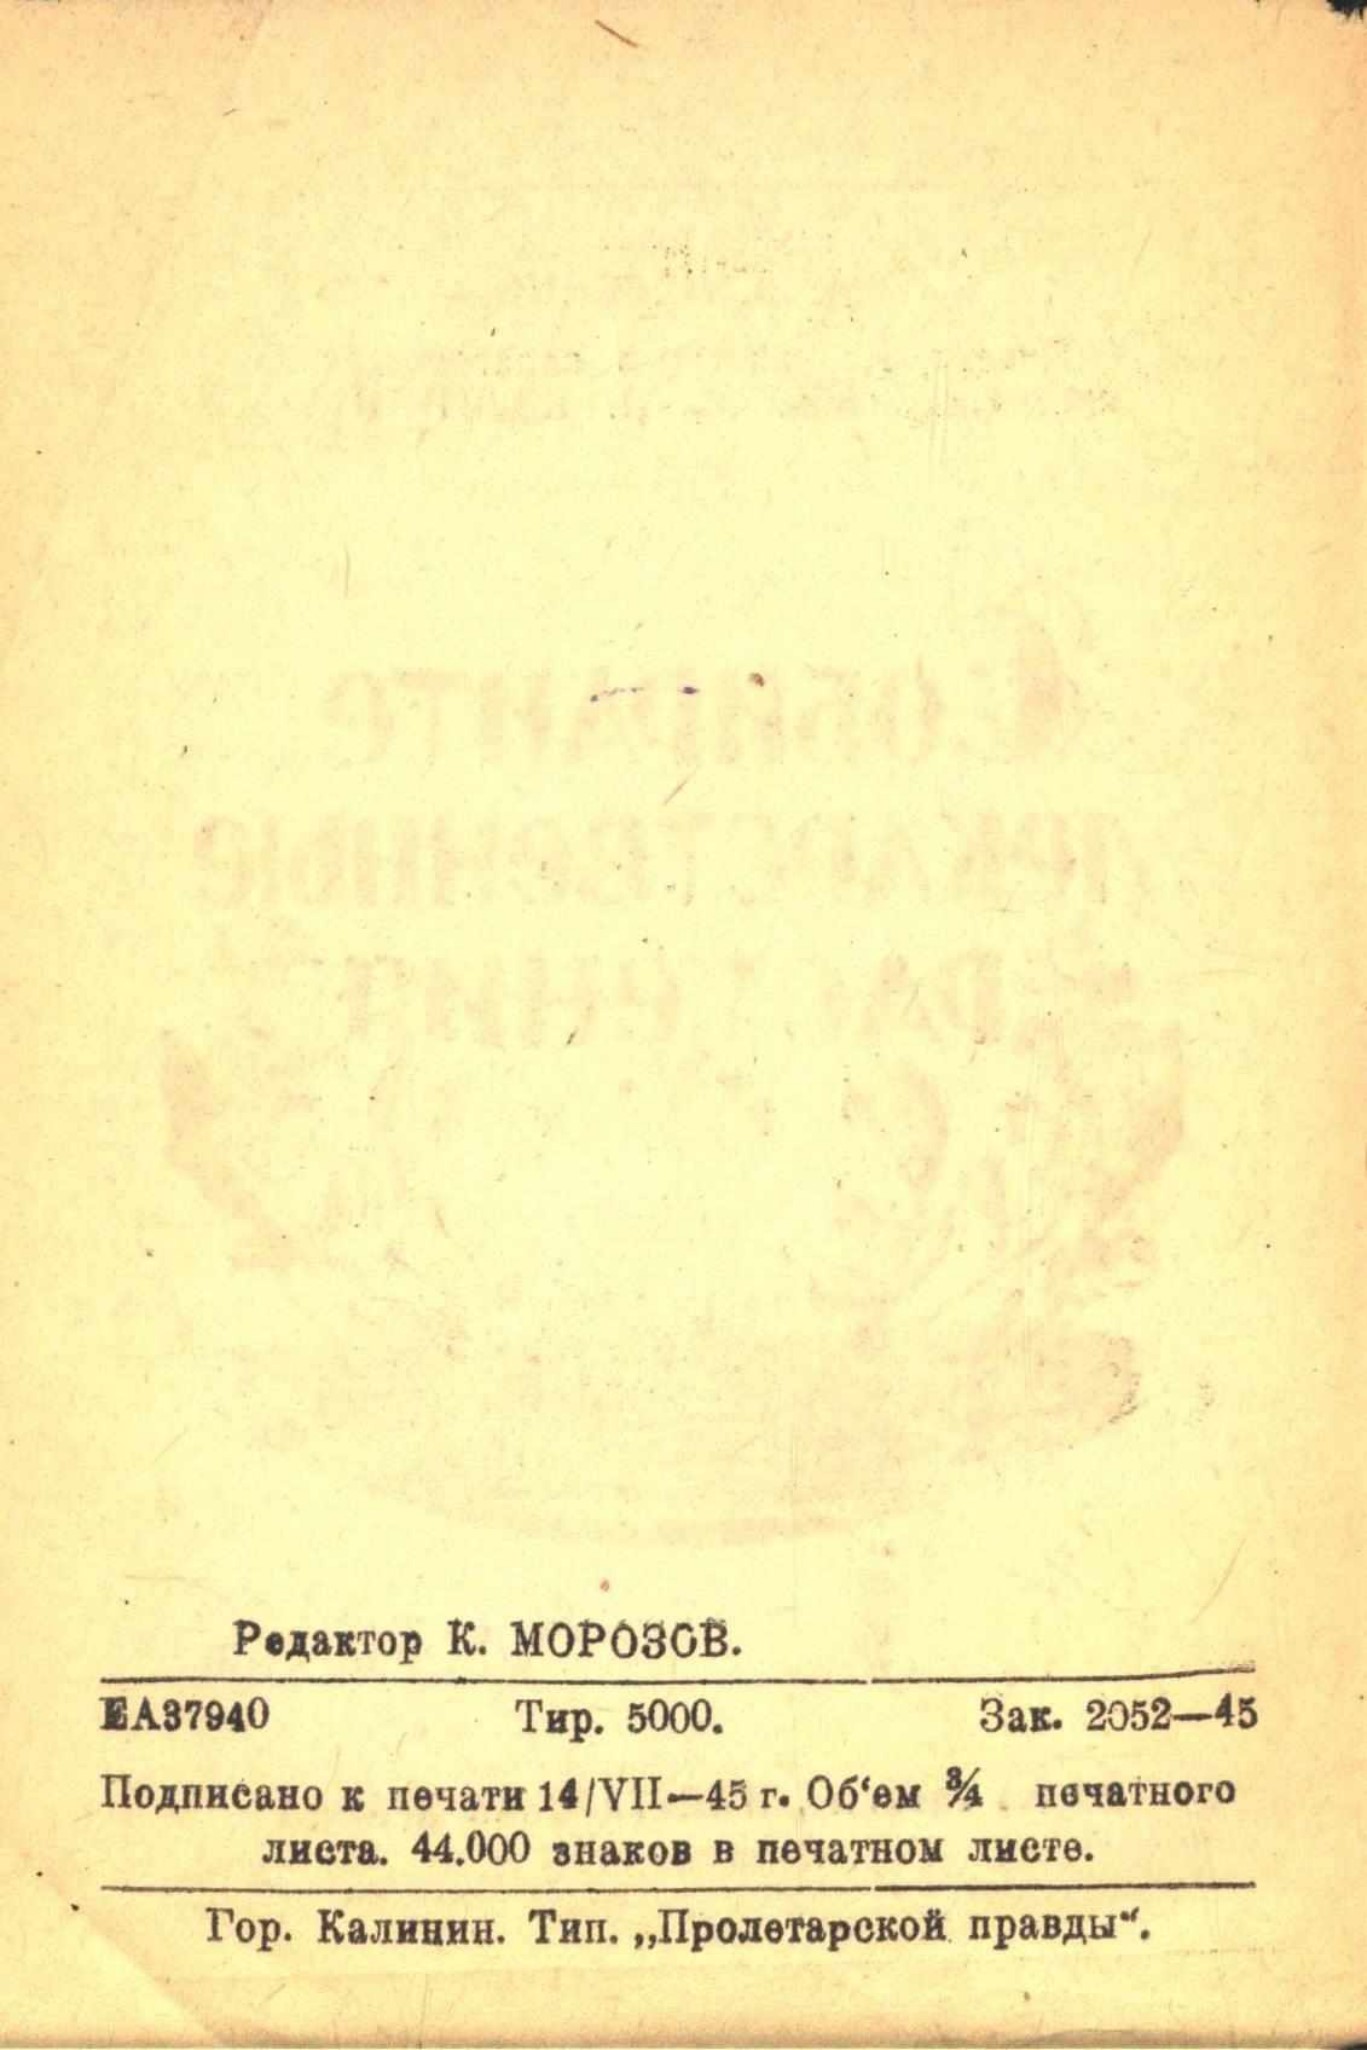 Редактор К. МОРОЗОВ.
ЕА37940 Тир. 5000. Зак. 2052—45
Подписано к печати 14/VII—45 г. Об‘ем ¾ печатного
листа. 44.000 знаков в печатном листе.
Гор. Калинин. Тип. „Пролетарской правды“.